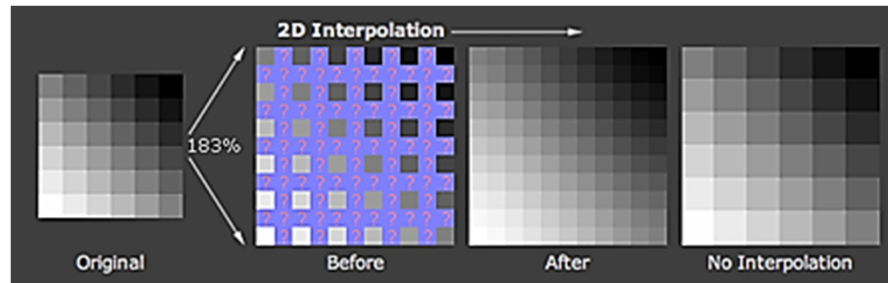 2D Interpolation
183%
Original
Before
After
No Interpolation